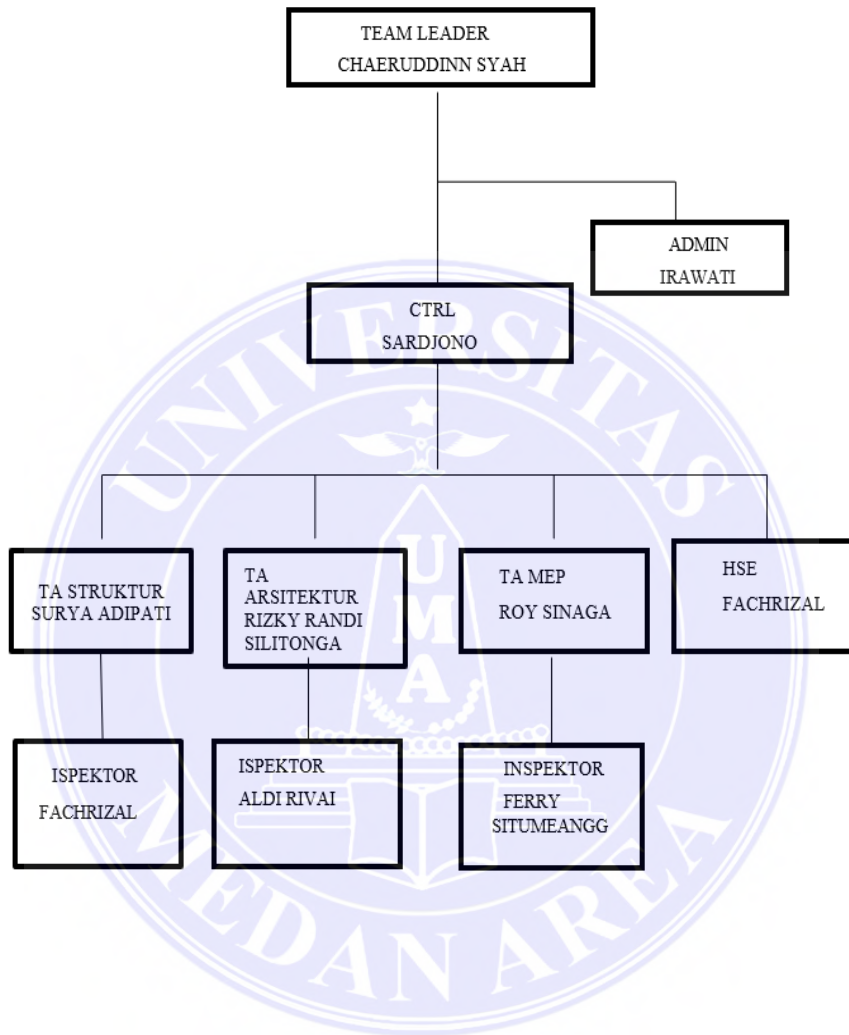 TEAM LEADER
CHAERUDDINN SYAH
ADMIN
IRAWATI
CTRL
SARDJONO
TA STRUKTUR
SURYA ADIPATI
TA
ARSITEKTUR
RIZKY RANDI
SILITONGA
TA MEP
ROY SINAGA
HSE
FACHRIZAL
ISPEKTOR
FACHRIZAL
ISPEKTOR
ALDI RIVAI
INSPEKTOR
FERRY
SITUMEANGG
UNIVERSITAS
UMA
MEDAN AREA